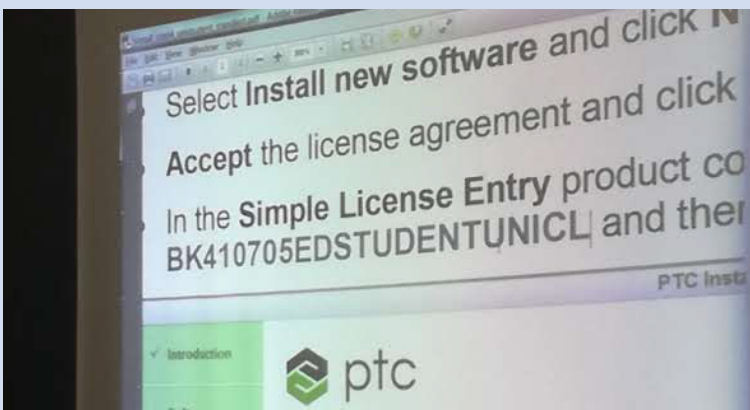 Select Install new software and click N
Accept the license agreement and click
In the Simple License Entry product co
BK410705EDSTUDENTUNICL and then
PTC Insta
Introduction
ptc